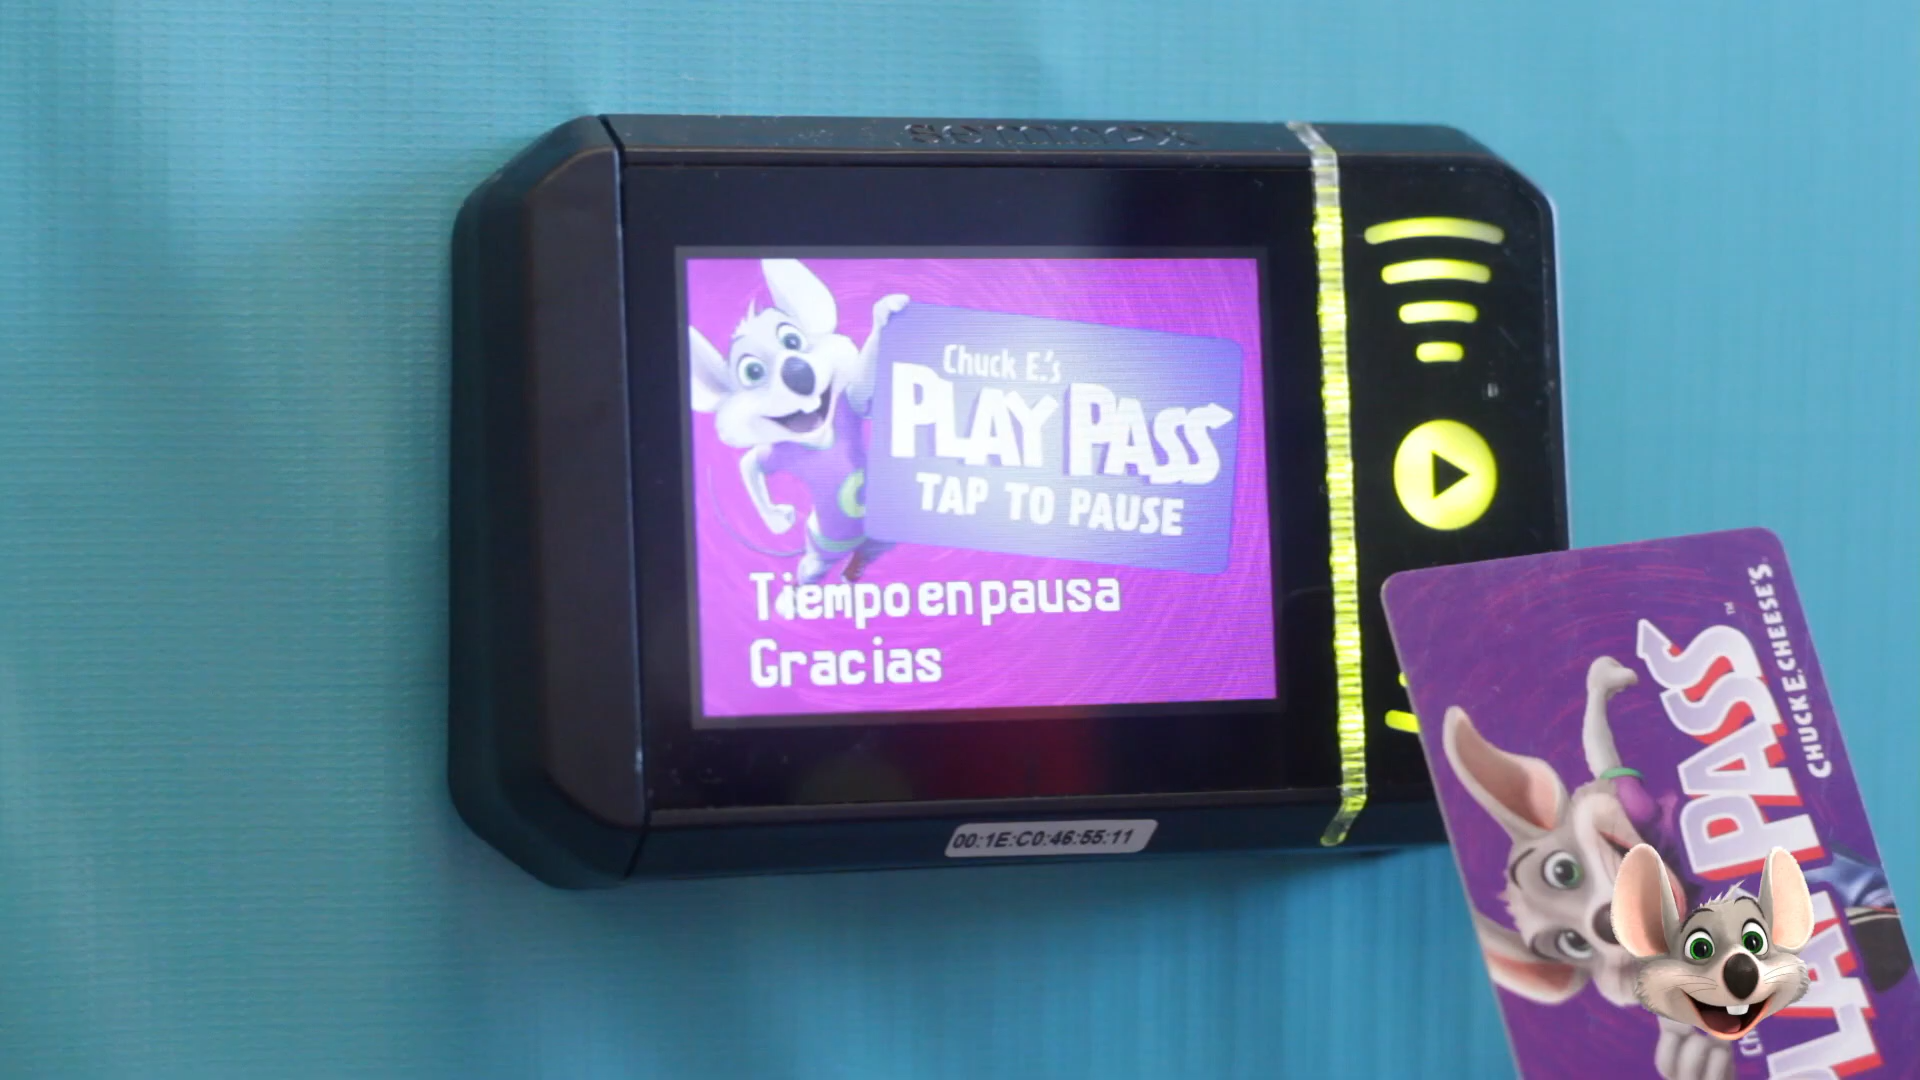 Chuck E.'s
PLAY PASS
TAP TO PAUSE
Tiempo en pausa
Gracias
00:1E:C0:46:55:11
PLAY PASS™
CHUCK E. CHEESE'S